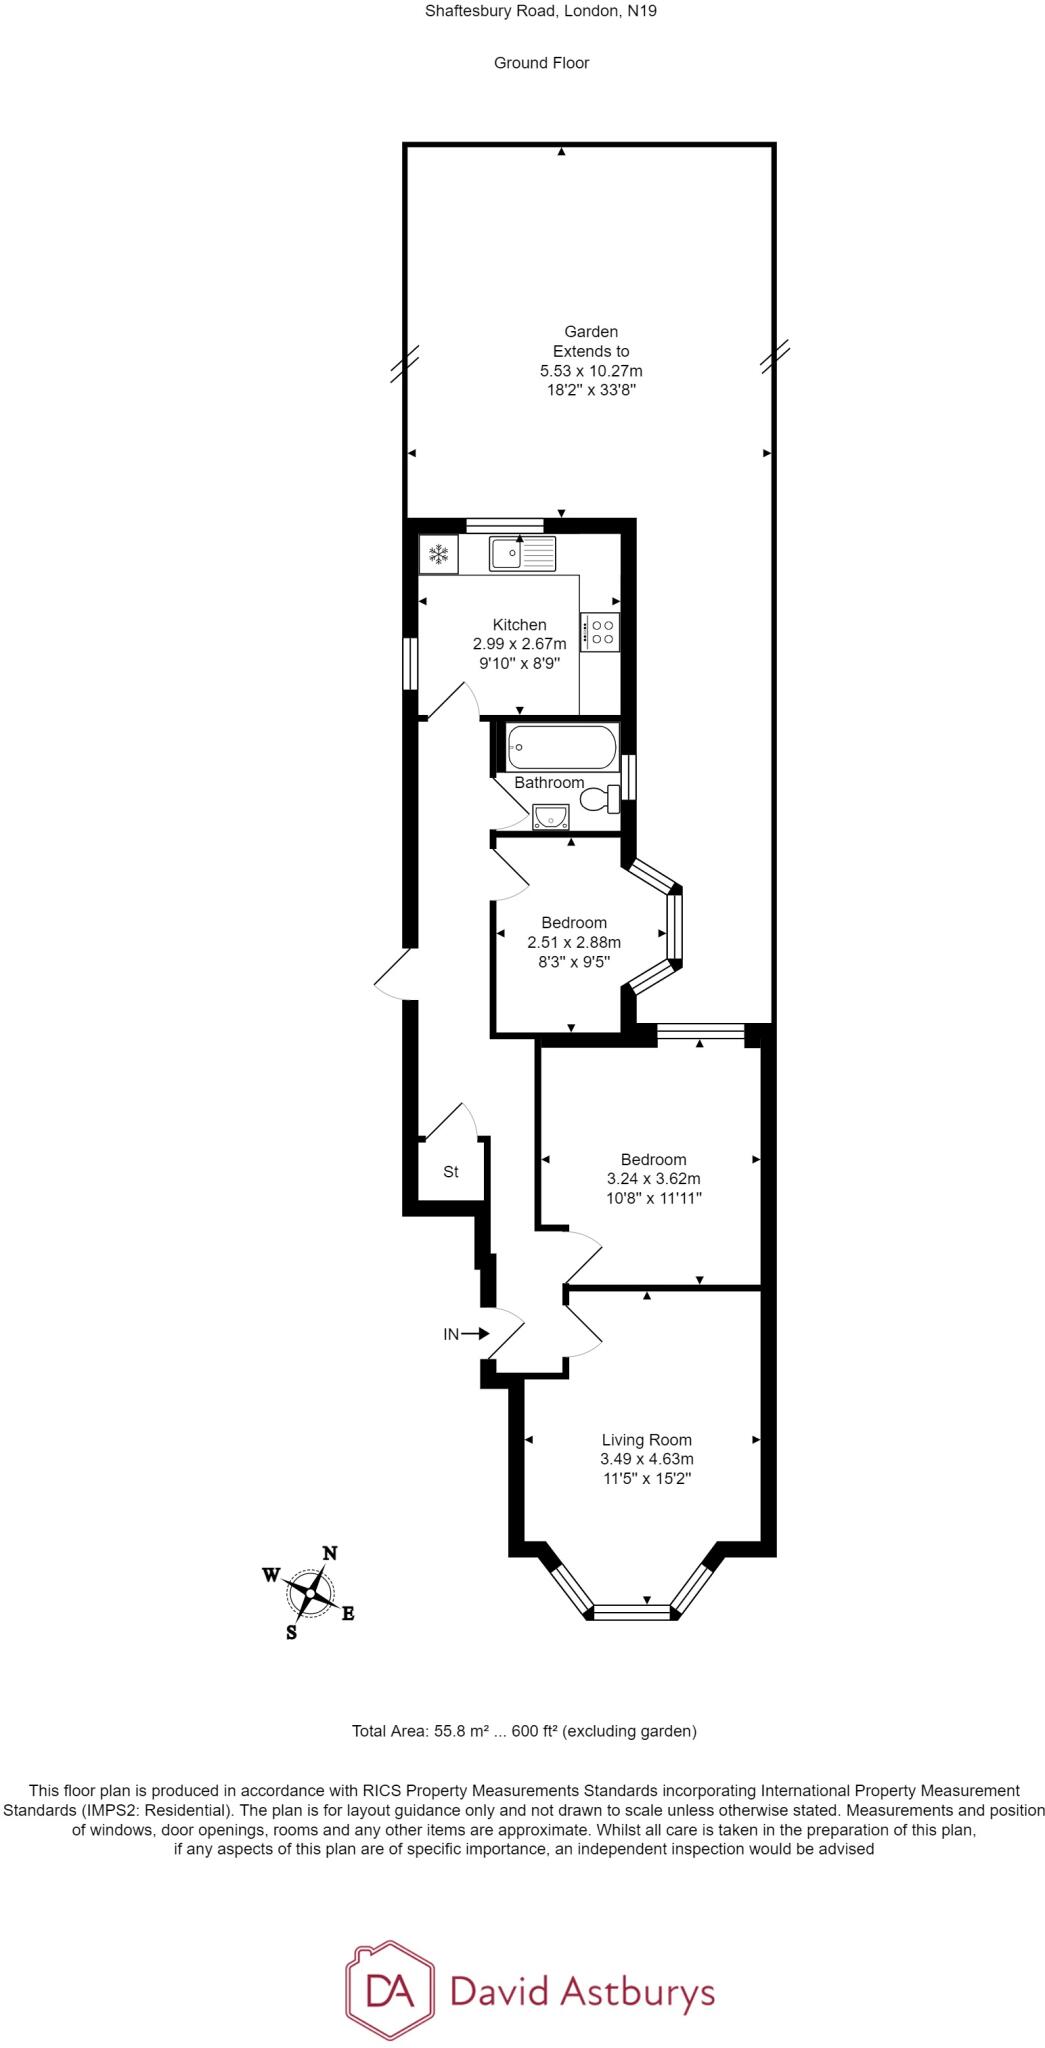 Shaftesbury Road, London, N19
Ground Floor
Garden
Extends to
5.53 x 10.27m
18'2" x 33'8"
Kitchen
2.99 x 2.67m
9'10" x 8'9"
Bathroom
Bedroom
2.51 x 2.88m
8'3" x 9'5"
Bedroom
3.24 x 3.62m
10'8" x 11'11"
St
IN
Living Room
3.49 x 4.63m
11'5" x 15'2"
N
W
E
S
Total Area: 55.8 m² ... 600 ft² (excluding garden)
This floor plan is produced in accordance with RICS Property Measurements Standards incorporating International Property Measurement
Standards (IMPS2: Residential). The plan is for layout guidance only and not drawn to scale unless otherwise stated. Measurements and position
of windows, door openings, rooms and any other items are approximate. Whilst all care is taken in the preparation of this plan,
if any aspects of this plan are of specific importance, an independent inspection would be advised
DA David Astburys